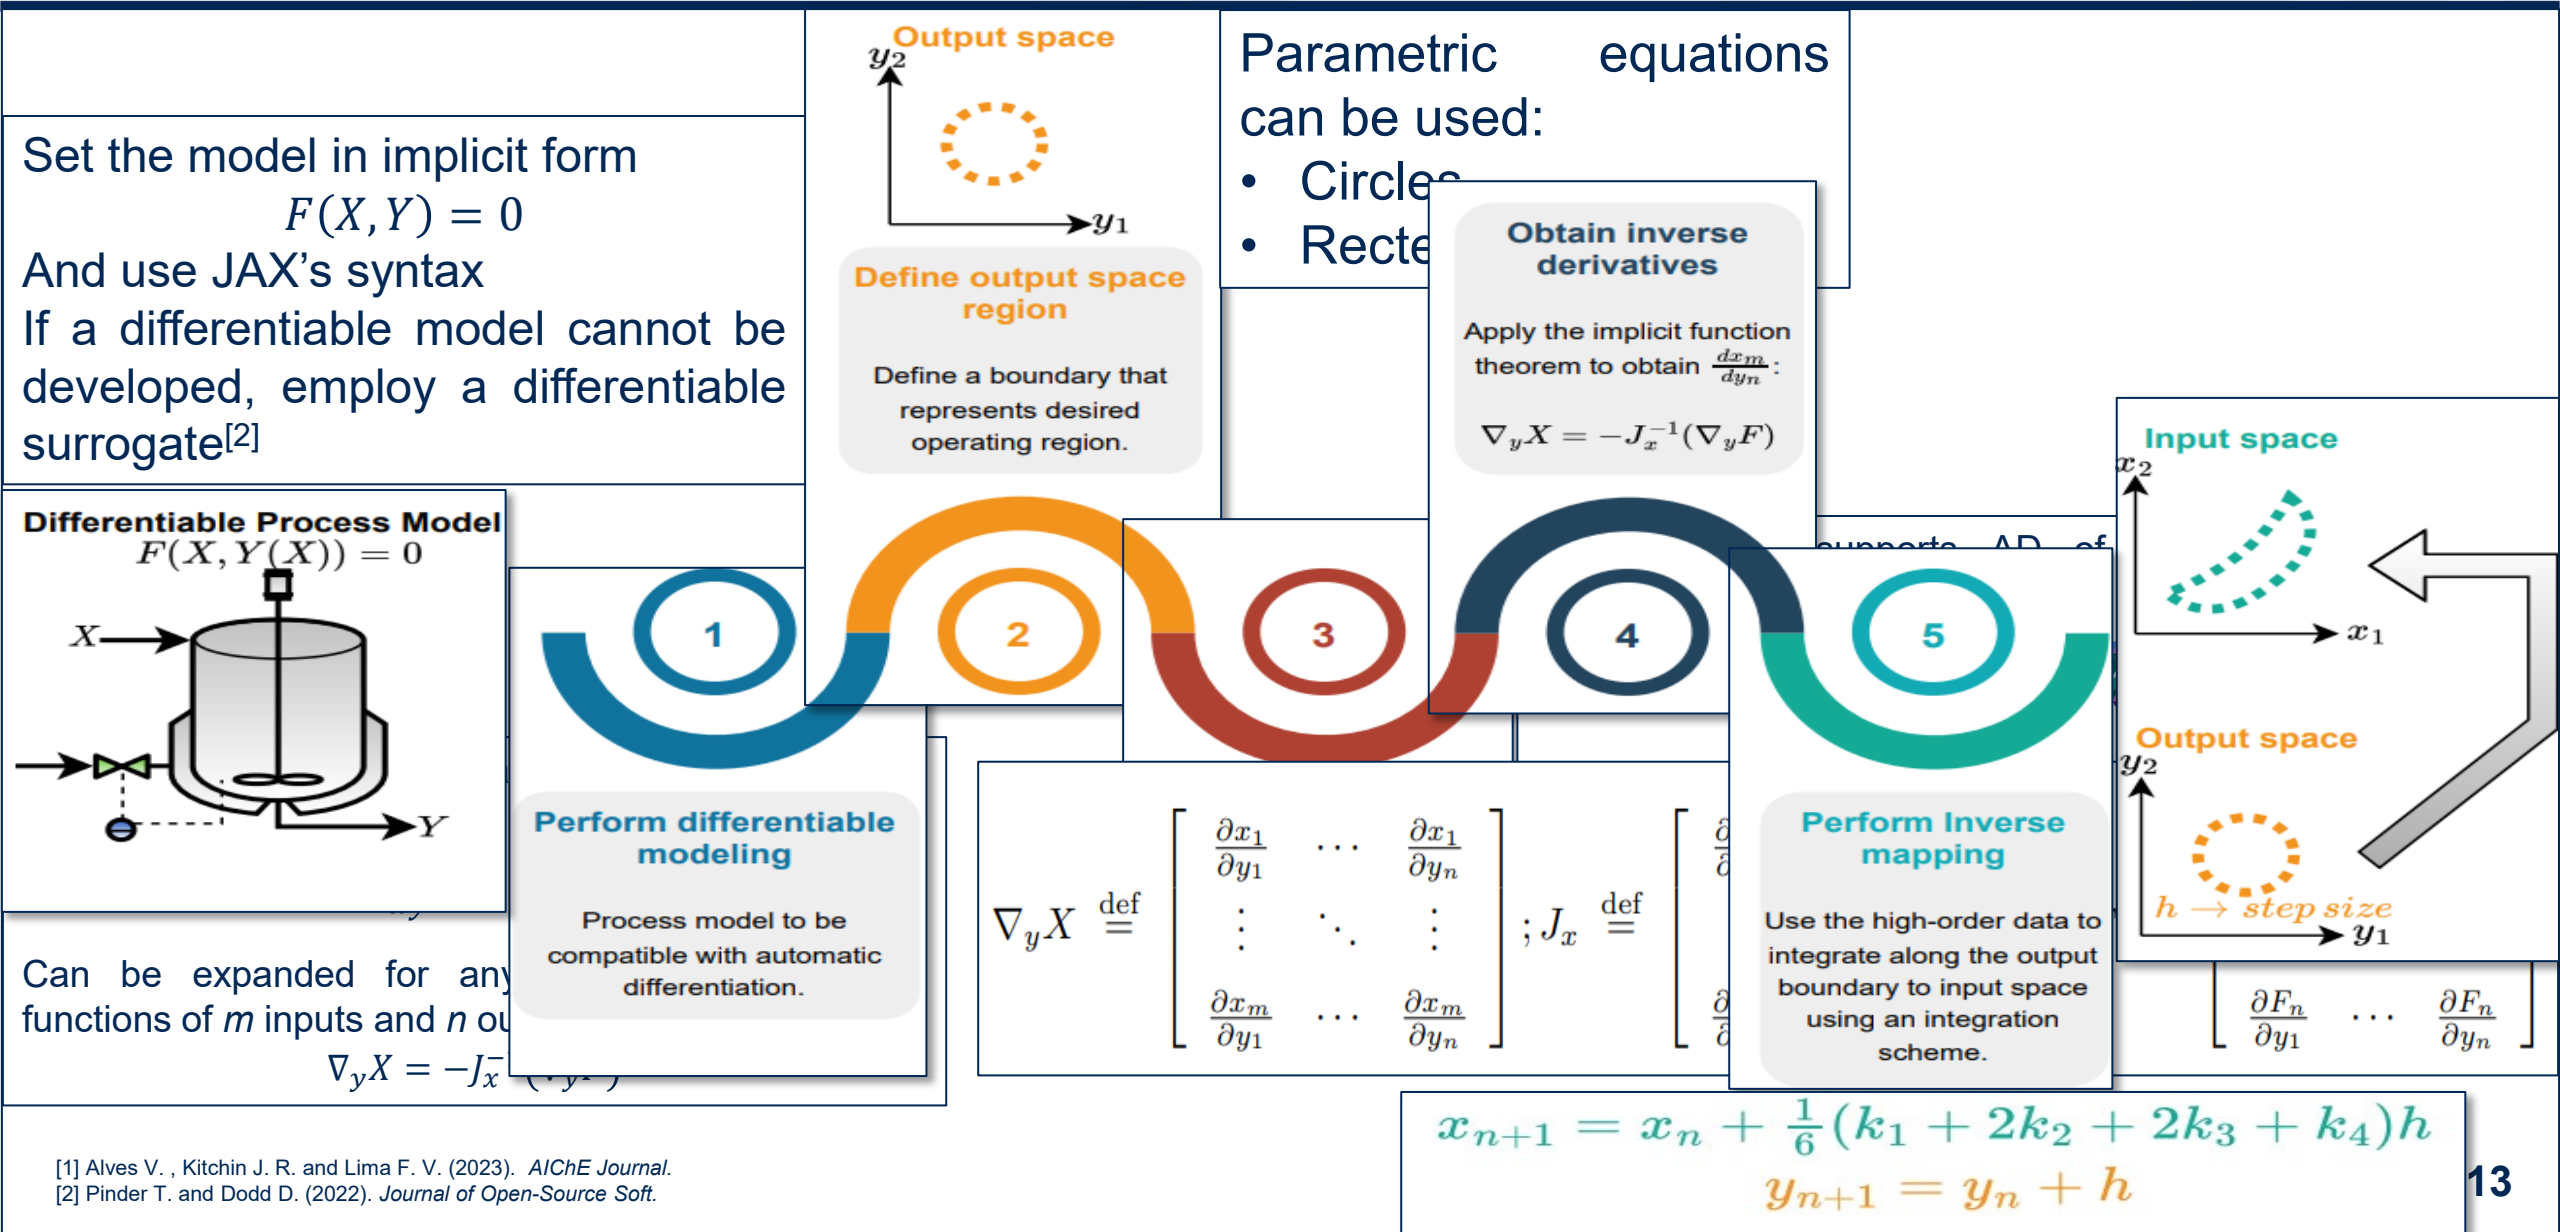 Set the model in implicit form
F(X, Y) = 0
And use JAX's syntax
If a differentiable model cannot be
developed, employ a differentiable
surrogate[2]
Output space
y2
y1
Define output space
region
Define a boundary that
represents desired
operating region.
Parametric equations
can be used:
• Circles
•
Obtain inverse
derivatives
Apply the implicit function
theorem to obtain dxm/dyn :
∇yX = −Jx⁻¹(∇yF)
Differentiable Process Model
F(X, Y(X)) = 0
X
Y
1
2
3
4
5
supports AD of
Perform differentiable
modeling
Process model to be
compatible with automatic
differentiation.
Can be expanded for any
functions of m inputs and n
∇yX = −Jx⁻
∇yX def= [ ∂x1/∂y1 ⋯ ∂x1/∂yn
⋮ ⋱ ⋮
∂xm/∂y1 ⋯ ∂xm/∂yn ] ; Jx def= [
Perform Inverse
mapping
Use the high-order data to
integrate along the output
boundary to input space
using an integration
scheme.
Input space
x2
x1
Output space
y2
h → step size
y1
∂Fn/∂y1 ⋯ ∂Fn/∂yn ]
xn+1 = xn + 1/6(k1 + 2k2 + 2k3 + k4)h
yn+1 = yn + h
[1] Alves V. , Kitchin J. R. and Lima F. V. (2023). AIChE Journal.
[2] Pinder T. and Dodd D. (2022). Journal of Open-Source Soft.
13